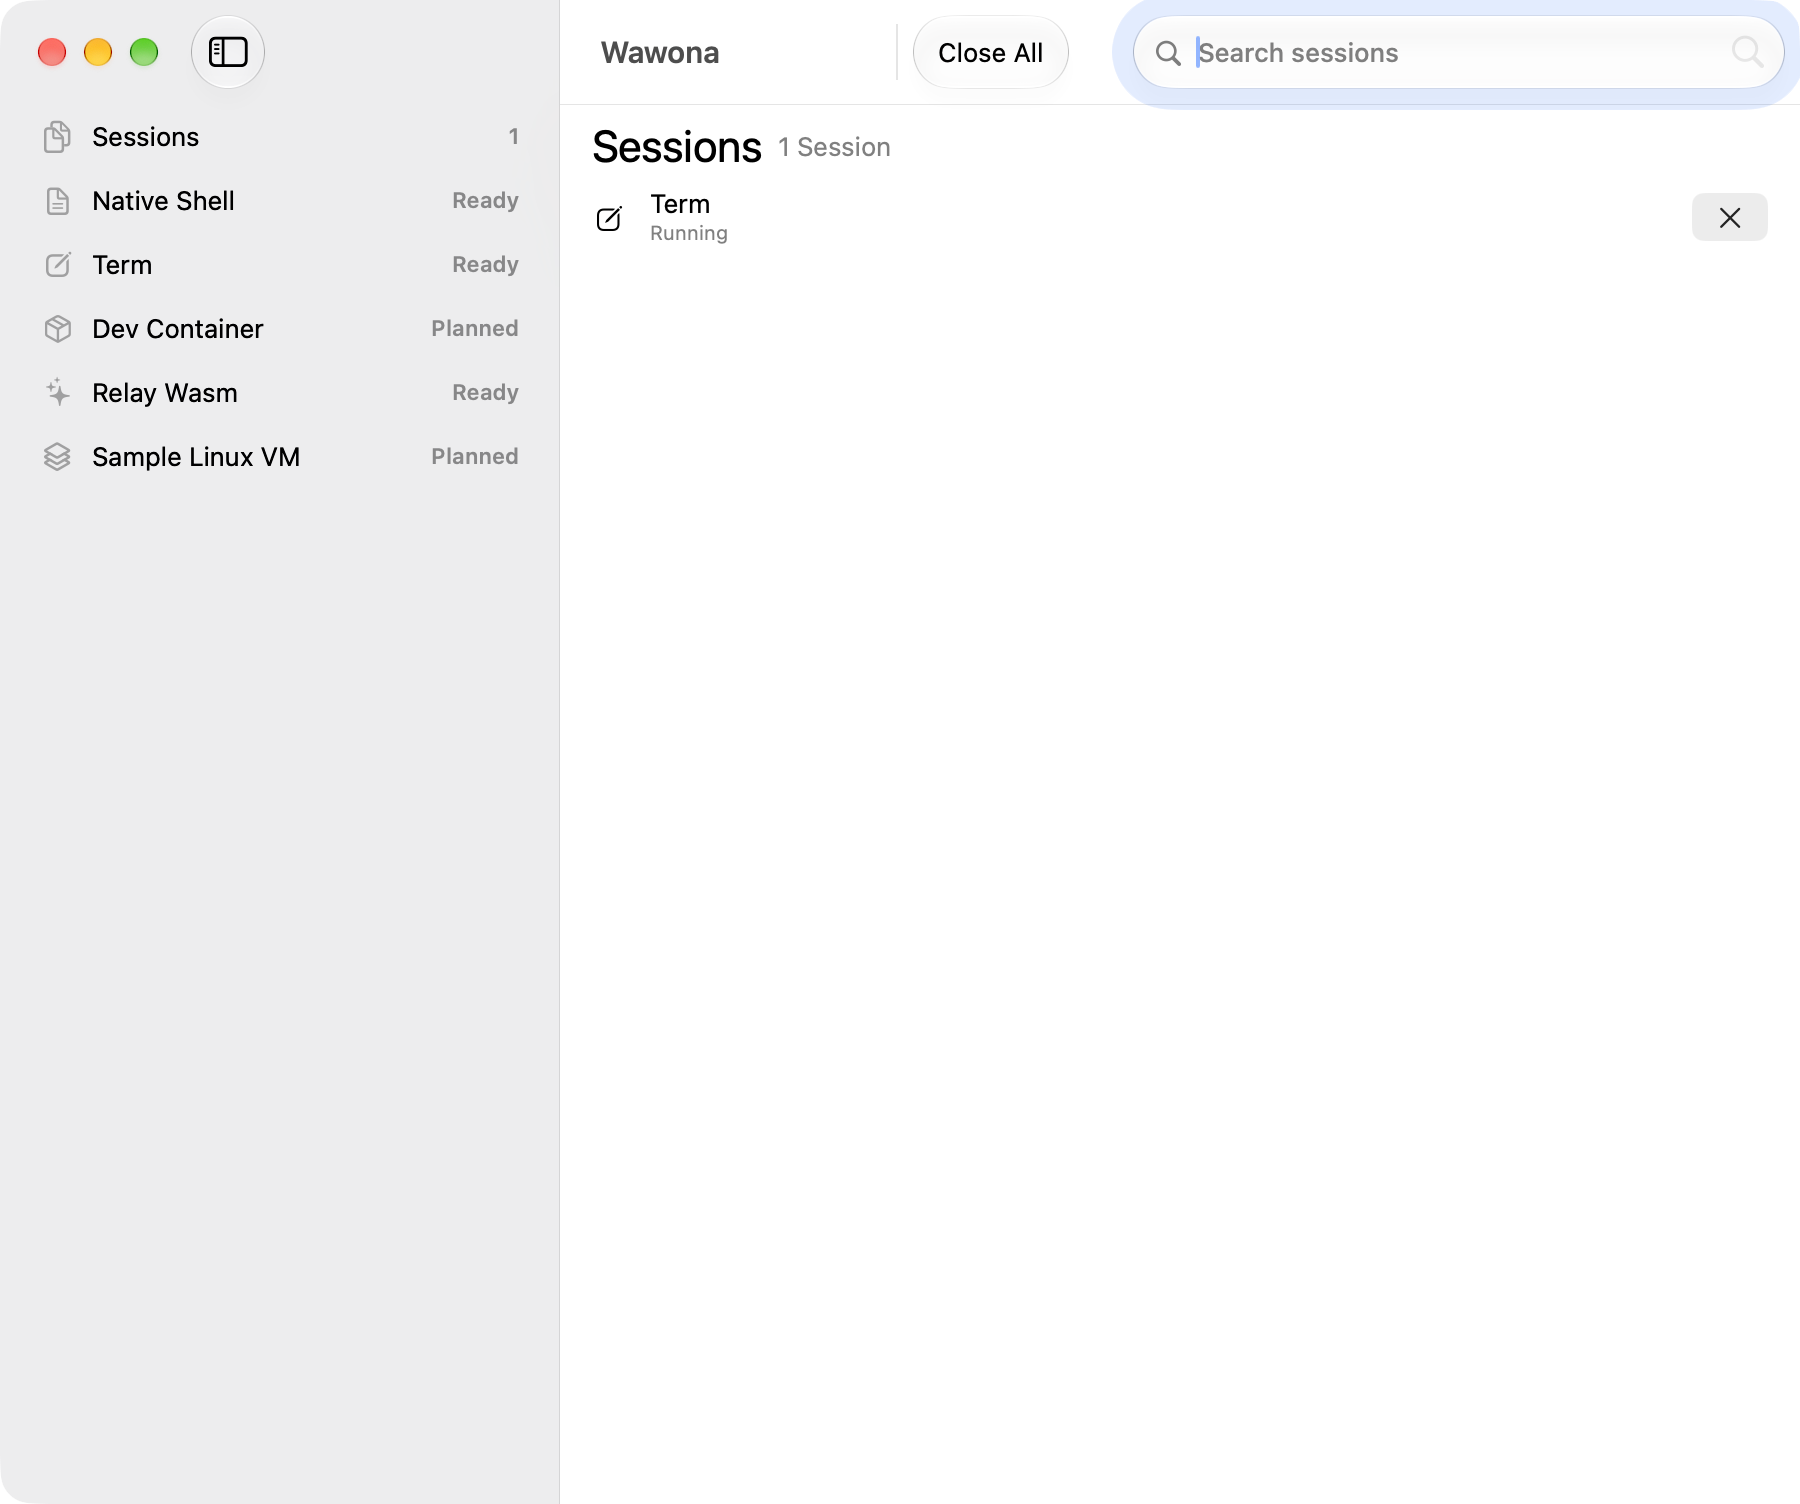 Wawona
Close All
Search sessions
Sessions 1
Native Shell Ready
Term Ready
Dev Container Planned
Relay Wasm Ready
Sample Linux VM Planned
Sessions 1 Session
Term
Running